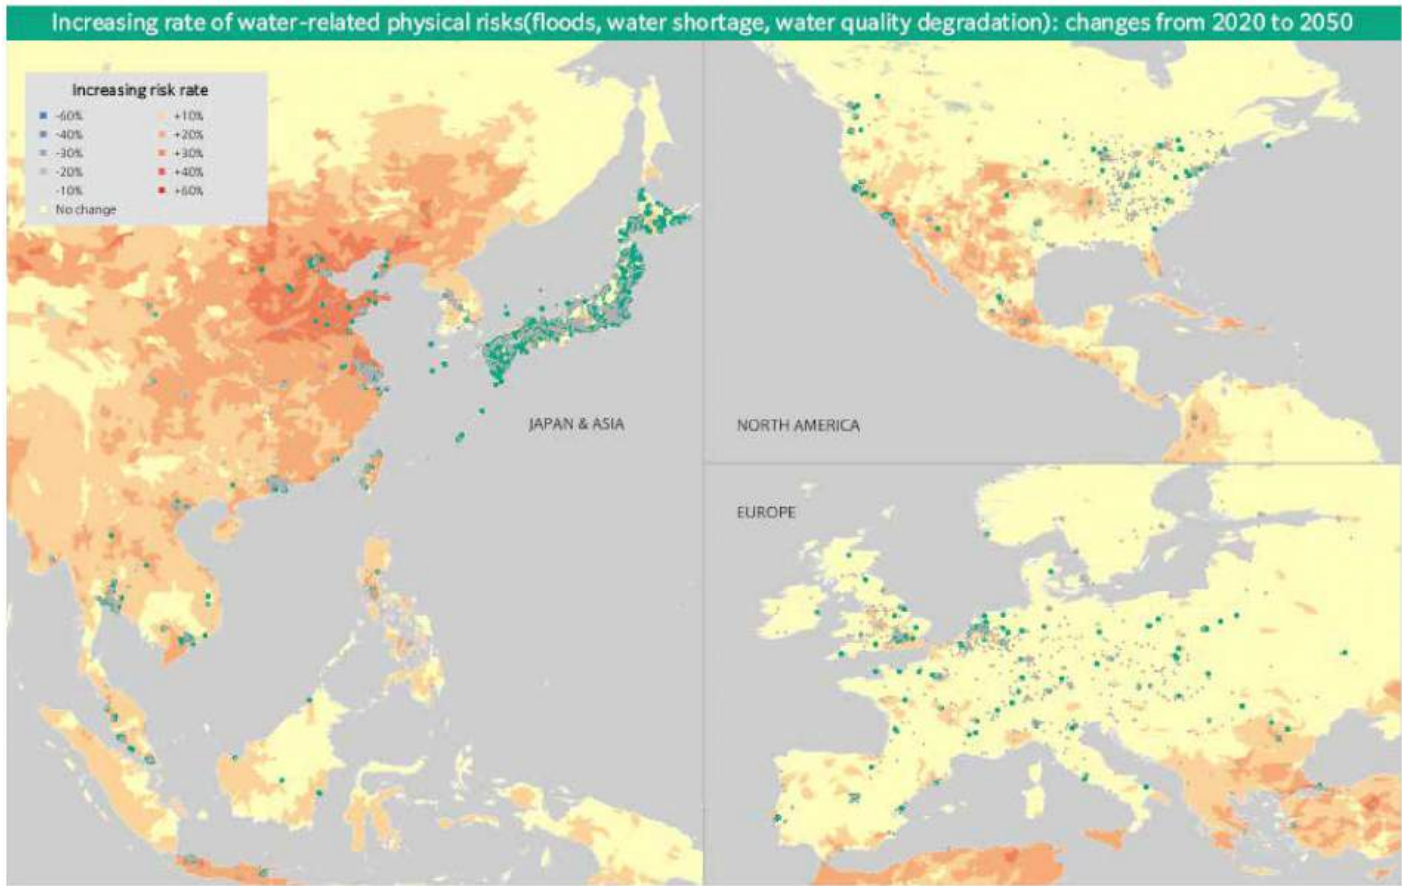 Increasing rate of water-related physical risks(floods, water shortage, water quality degradation): changes from 2020 to 2050
Increasing risk rate
-60%
-40%
-30%
-20%
-10%
No change
+10%
+20%
+30%
+40%
+60%
JAPAN & ASIA
NORTH AMERICA
EUROPE